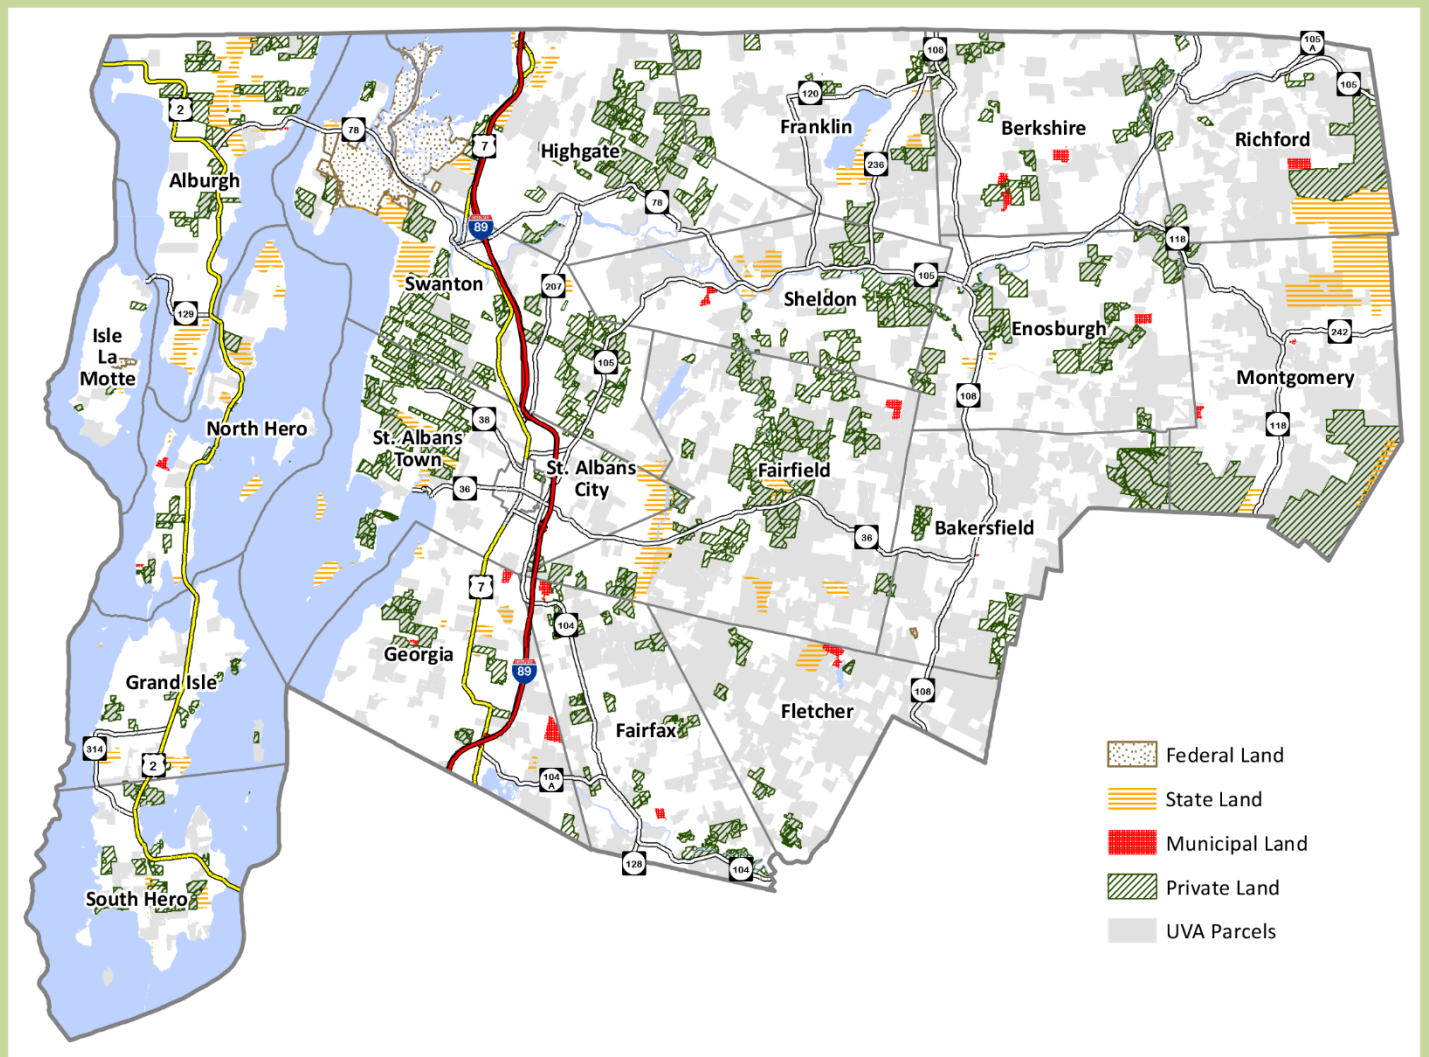 105
A
108
105
2
120
78
Franklin
Berkshire
Richford
7
Highgate
236
Alburgh
78
89
118
105
Swanton
207
Sheldon
129
Enosburgh
242
Isle
La
Motte
105
Montgomery
108
38
118
North Hero
St. Albans
Town
St. Albans
City
Fairfield
36
Bakersfield
36
7
104
Georgia
89
Grand Isle
108
Fletcher
Fairfax
314
2
104
A
Federal Land
State Land
Municipal Land
128
104
Private Land
South Hero
UVA Parcels